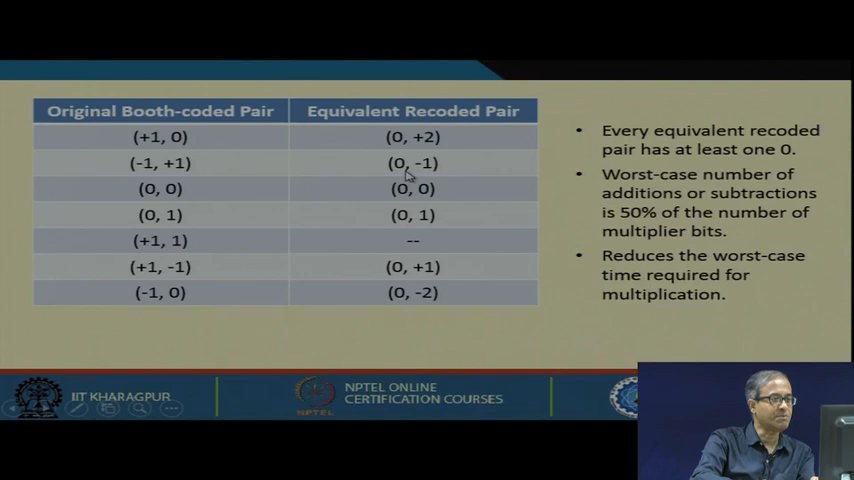 Original Booth-coded Pair Equivalent Recoded Pair
(+1, 0) (0, +2)
(-1, +1) (0, -1)
(0, 0) (0, 0)
(0, 1) (0, 1)
(+1, 1) --
(+1, -1) (0, +1)
(-1, 0) (0, -2)
• Every equivalent recoded
pair has at least one 0.
• Worst-case number of
additions or subtractions
is 50% of the number of
multiplier bits.
• Reduces the worst-case
time required for
multiplication.
IIT KHARAGPUR
NPTEL
NPTEL ONLINE
CERTIFICATION COURSES